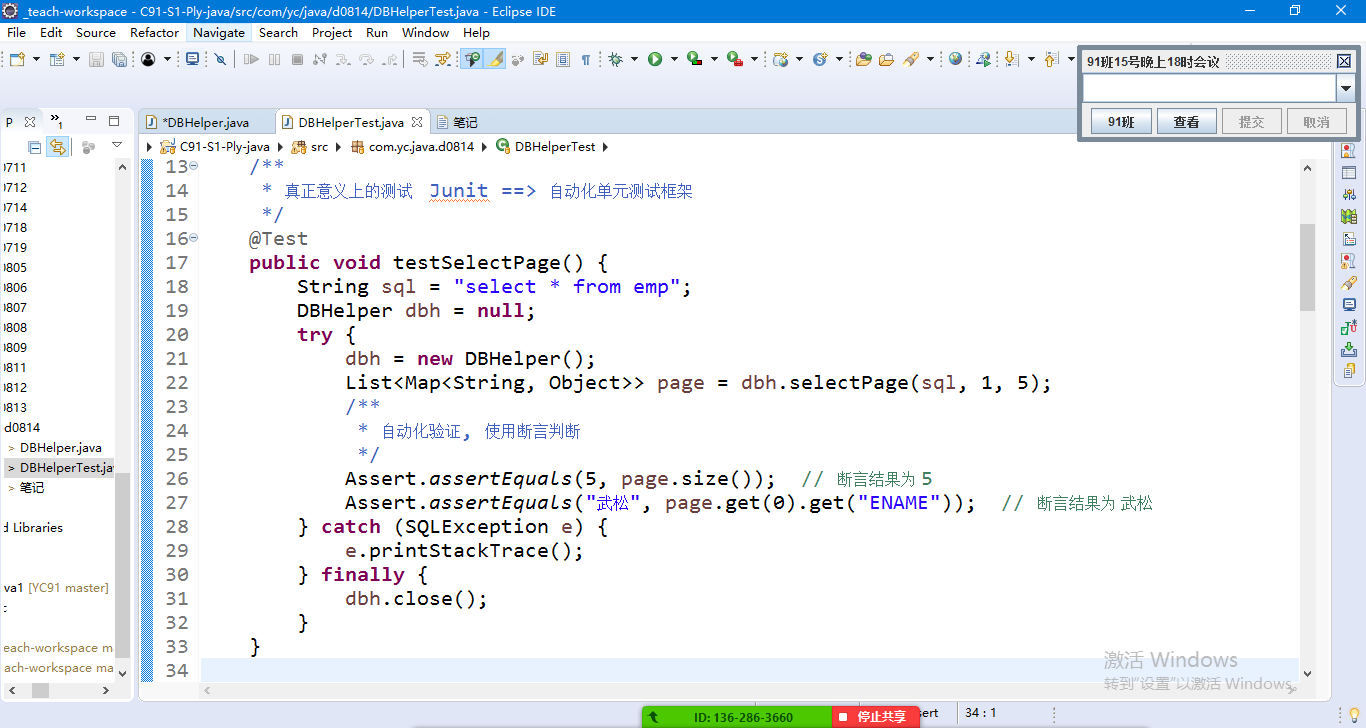 _teach-workspace - C91-S1-Ply-java/src/com/yc/java/d0814/DBHelperTest.java - Eclipse IDE
File Edit Source Refactor Navigate Search Project Run Window Help
91班15号晚上18时会议
91班 查看 提交 取消
P
*DBHelper.java DBHelperTest.java 笔记
C91-S1-Ply-java src com.yc.java.d0814 DBHelperTest
0711
0712
0714
0718
0719
0805
0806
0807
0808
0809
0811
0812
0813
d0814
> DBHelper.java
> DBHelperTest.jav
> 笔记
d Libraries
va1 [YC91 master]
each-workspace m
ach-workspace ma
13 /**
14 * 真正意义上的测试 Junit ==> 自动化单元测试框架
15 */
16 @Test
17 public void testSelectPage() {
18 String sql = "select * from emp";
19 DBHelper dbh = null;
20 try {
21 dbh = new DBHelper();
22 List<Map<String, Object>> page = dbh.selectPage(sql, 1, 5);
23 /**
24 * 自动化验证, 使用断言判断
25 */
26 Assert.assertEquals(5, page.size()); // 断言结果为 5
27 Assert.assertEquals("武松", page.get(0).get("ENAME")); // 断言结果为 武松
28 } catch (SQLException e) {
29 e.printStackTrace();
30 } finally {
31 dbh.close();
32 }
33 }
34
激活 Windows
转到"设置"以激活 Windows。
ID: 136-286-3660 停止共享
sert 34 : 1